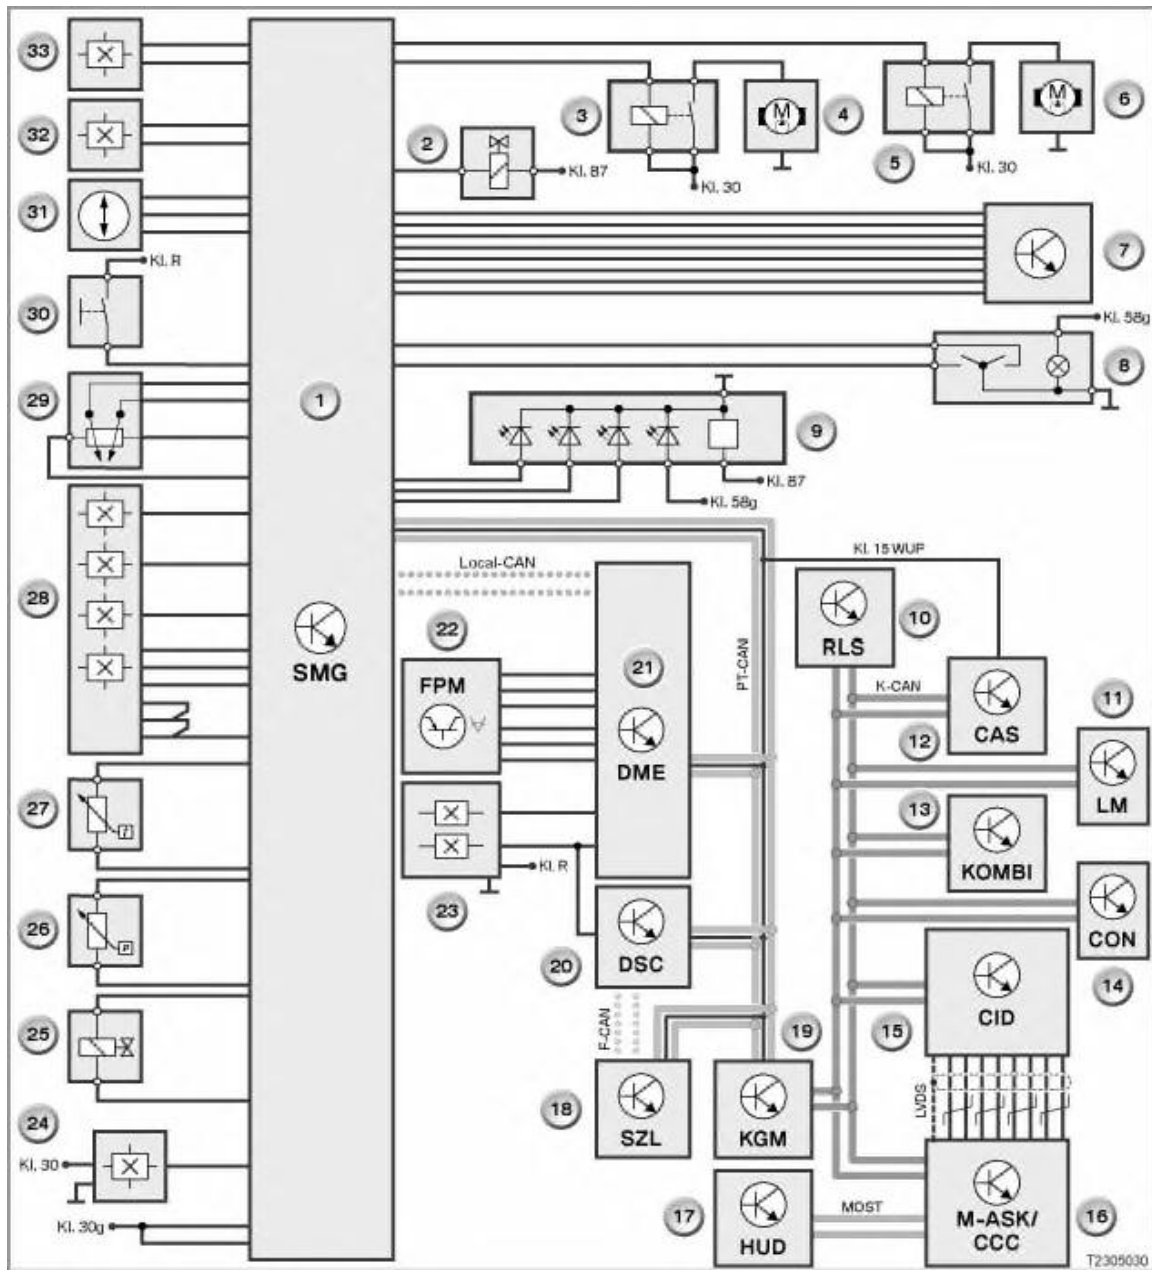 33
32
31
Kl. R
30
29
28
27
26
25
24
Kl. 30
Kl. 30g
1
SMG
2
Kl. 87
3
Kl. 30
4
5
Kl. 30
6
7
Kl. 58g
8
9
Kl. 87
Kl. 58g
Local-CAN
Kl. 15 WUP
PT-CAN
22
FPM
21
DME
23
Kl. R
20
DSC
F-CAN
18
SZL
19
KGM
17
HUD
MOST
10
RLS
K-CAN
12
CAS
11
LM
13
KOMBI
14
CON
15
CID
LVDS
16
M-ASK/
CCC
T2305030